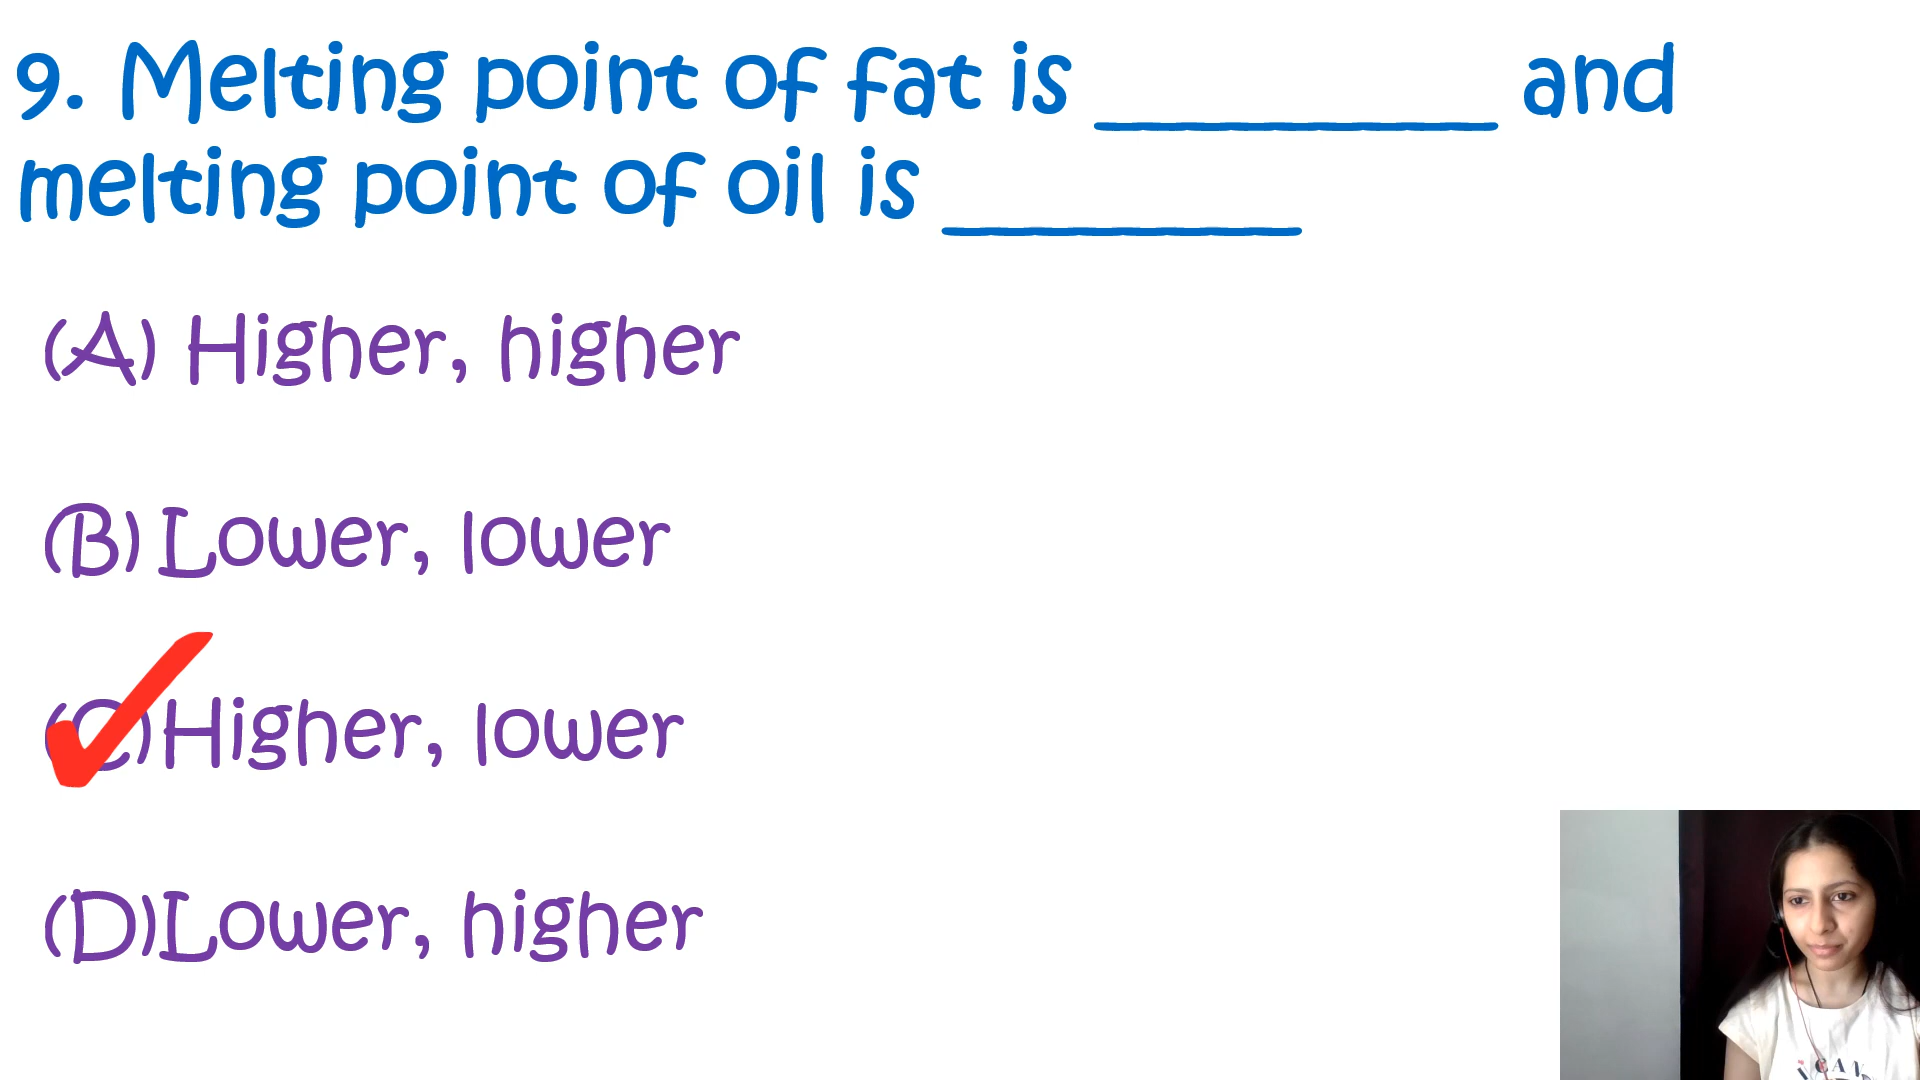 9. Melting point of fat is _________ and
melting point of oil is ________
(A) Higher, higher
(B) Lower, lower
(C) Higher, lower
(D) Lower, higher